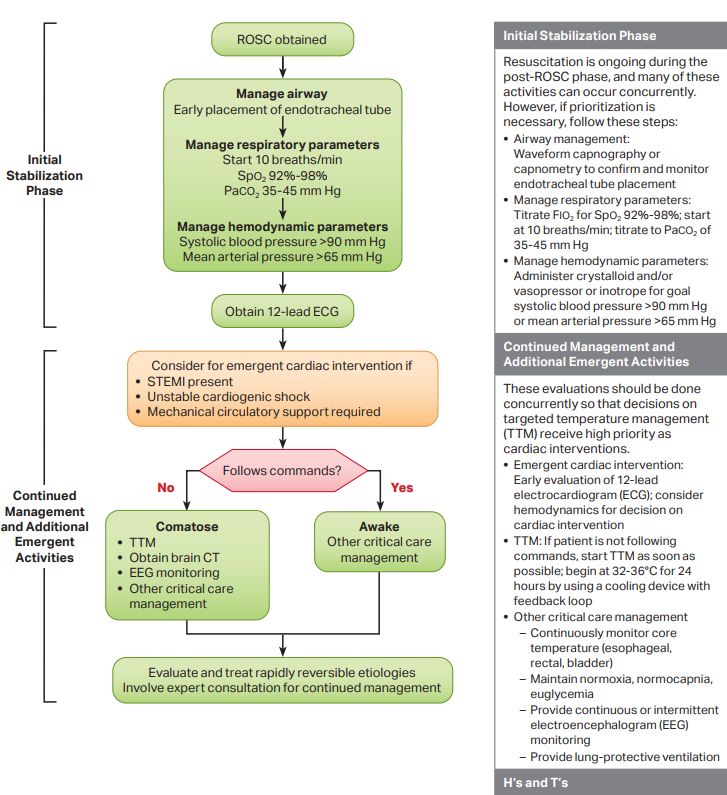 ROSC obtained
Manage airway
Early placement of endotracheal tube
Manage respiratory parameters
Start 10 breaths/min
SpO₂ 92%-98%
PaCO₂ 35-45 mm Hg
Manage hemodynamic parameters
Systolic blood pressure >90 mm Hg
Mean arterial pressure >65 mm Hg
Initial
Stabilization
Phase
Obtain 12-lead ECG
Consider for emergent cardiac intervention if
• STEMI present
• Unstable cardiogenic shock
• Mechanical circulatory support required
Follows commands?
No
Yes
Continued
Management
and Additional
Emergent
Activities
Comatose
• TTM
• Obtain brain CT
• EEG monitoring
• Other critical care
management
Awake
Other critical care
management
Evaluate and treat rapidly reversible etiologies
Involve expert consultation for continued management
Initial Stabilization Phase
Resuscitation is ongoing during the
post-ROSC phase, and many of these
activities can occur concurrently.
However, if prioritization is
necessary, follow these steps:
• Airway management:
Waveform capnography or
capnometry to confirm and monitor
endotracheal tube placement
• Manage respiratory parameters:
Titrate FIO₂ for SpO₂ 92%-98%; start
at 10 breaths/min; titrate to PaCO₂ of
35-45 mm Hg
• Manage hemodynamic parameters:
Administer crystalloid and/or
vasopressor or inotrope for goal
systolic blood pressure >90 mm Hg
or mean arterial pressure >65 mm Hg
Continued Management and
Additional Emergent Activities
These evaluations should be done
concurrently so that decisions on
targeted temperature management
(TTM) receive high priority as
cardiac interventions.
• Emergent cardiac intervention:
Early evaluation of 12-lead
electrocardiogram (ECG); consider
hemodynamics for decision on
cardiac intervention
• TTM: If patient is not following
commands, start TTM as soon as
possible; begin at 32-36°C for 24
hours by using a cooling device with
feedback loop
• Other critical care management
– Continuously monitor core
temperature (esophageal,
rectal, bladder)
– Maintain normoxia, normocapnia,
euglycemia
– Provide continuous or intermittent
electroencephalogram (EEG)
monitoring
– Provide lung-protective ventilation
H's and T's